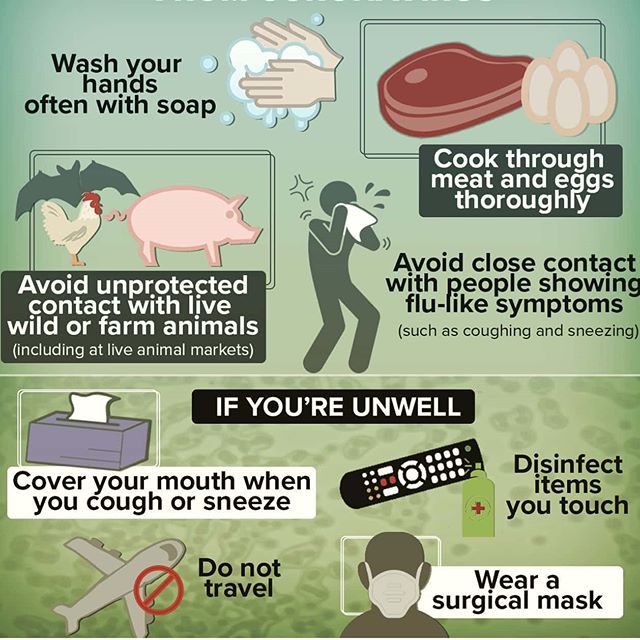 Wash your
hands
often with soap
Cook through
meat and eggs
thoroughly
Avoid unprotected
contact with live
wild or farm animals
(including at live animal markets)
Avoid close contact
with people showing
flu-like symptoms
(such as coughing and sneezing)
IF YOU'RE UNWELL
Cover your mouth when
you cough or sneeze
Disinfect
items
you touch
Do not
travel
Wear a
surgical mask